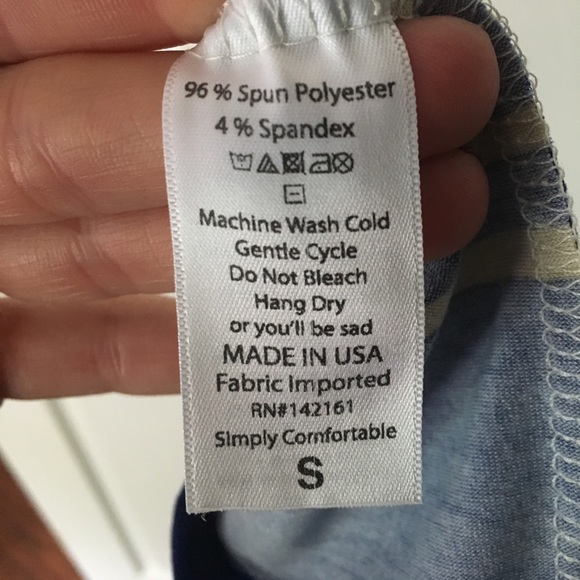 96 % Spun Polyester
4 % Spandex
Machine Wash Cold
Gentle Cycle
Do Not Bleach
Hang Dry
or you'll be sad
MADE IN USA
Fabric Imported
RN#142161
Simply Comfortable
S